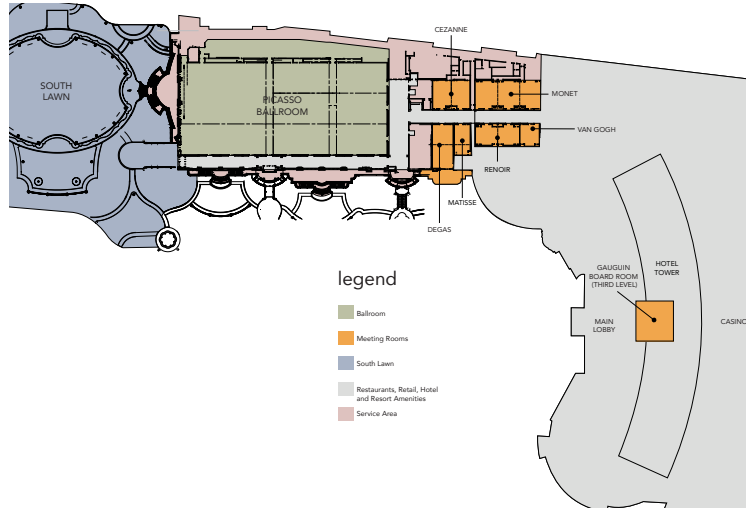 CEZANNE
SOUTH
LAWN
MONET
PICASSO
BALLROOM
VAN GOGH
RENOIR
MATISSE
DEGAS
GAUGUIN
BOARD ROOM
(THIRD LEVEL)
HOTEL
TOWER
MAIN
LOBBY
CASINO
legend
Ballroom
Meeting Rooms
South Lawn
Restaurants, Retail, Hotel
and Resort Amenities
Service Area